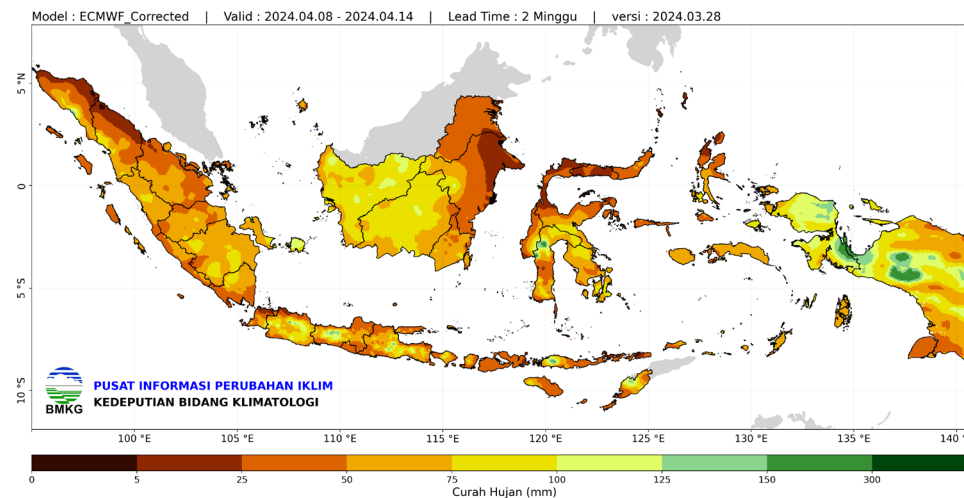 Model : ECMWF_Corrected | Valid : 2024.04.08 - 2024.04.14 | Lead Time : 2 Minggu | versi : 2024.03.28
5 °N
0
5 °S
10 °S
BMKG
PUSAT INFORMASI PERUBAHAN IKLIM
KEDEPUTIAN BIDANG KLIMATOLOGI
100 °E 105 °E 110 °E 115 °E 120 °E 125 °E 130 °E 135 °E 140 °
0 5 25 50 75 100 125 150 300
Curah Hujan (mm)